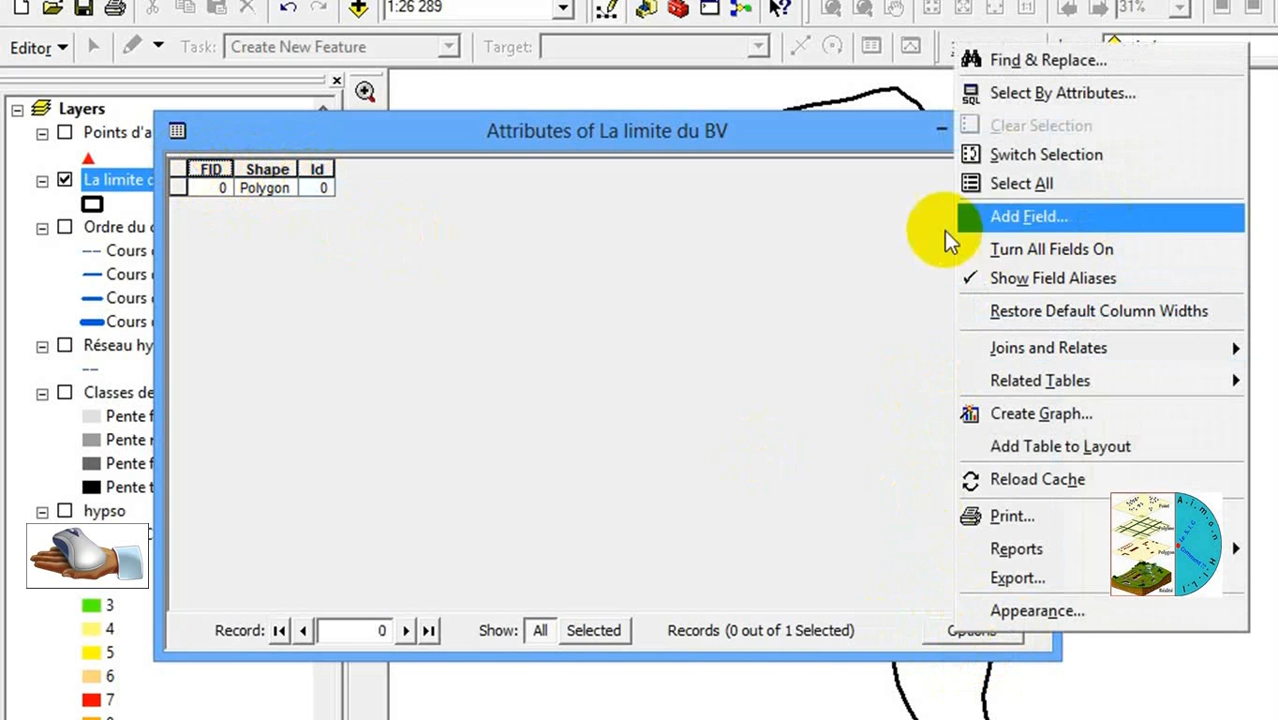 1:26 289
31%
Editor
Task: Create New Feature
Target:
Layers
Points d'a
La limite
Ordre du c
Cours
Cours
Cours
Cours
Réseau hy
Classes de
Pente f
Pente
Pente f
Pente t
hypso
3
4
5
6
7
Attributes of La limite du BV
FID Shape Id
0 Polygon 0
Record: 0 Show: All Selected Records (0 out of 1 Selected) Options
Find & Replace...
Select By Attributes...
Clear Selection
Switch Selection
Select All
Add Field...
Turn All Fields On
Show Field Aliases
Restore Default Column Widths
Joins and Relates
Related Tables
Create Graph...
Add Table to Layout
Reload Cache
Print...
Reports
Export...
Appearance...